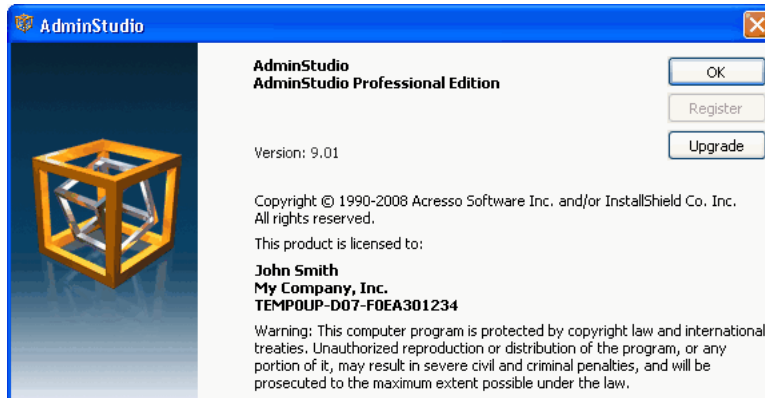 AdminStudio
AdminStudio
AdminStudio Professional Edition
OK
Register
Version: 9.01
Upgrade
Copyright © 1990-2008 Acresso Software Inc. and/or InstallShield Co. Inc.
All rights reserved.
This product is licensed to:
John Smith
My Company, Inc.
TEMP0UP-D07-F0EA301234
Warning: This computer program is protected by copyright law and international
treaties. Unauthorized reproduction or distribution of the program, or any
portion of it, may result in severe civil and criminal penalties, and will be
prosecuted to the maximum extent possible under the law.